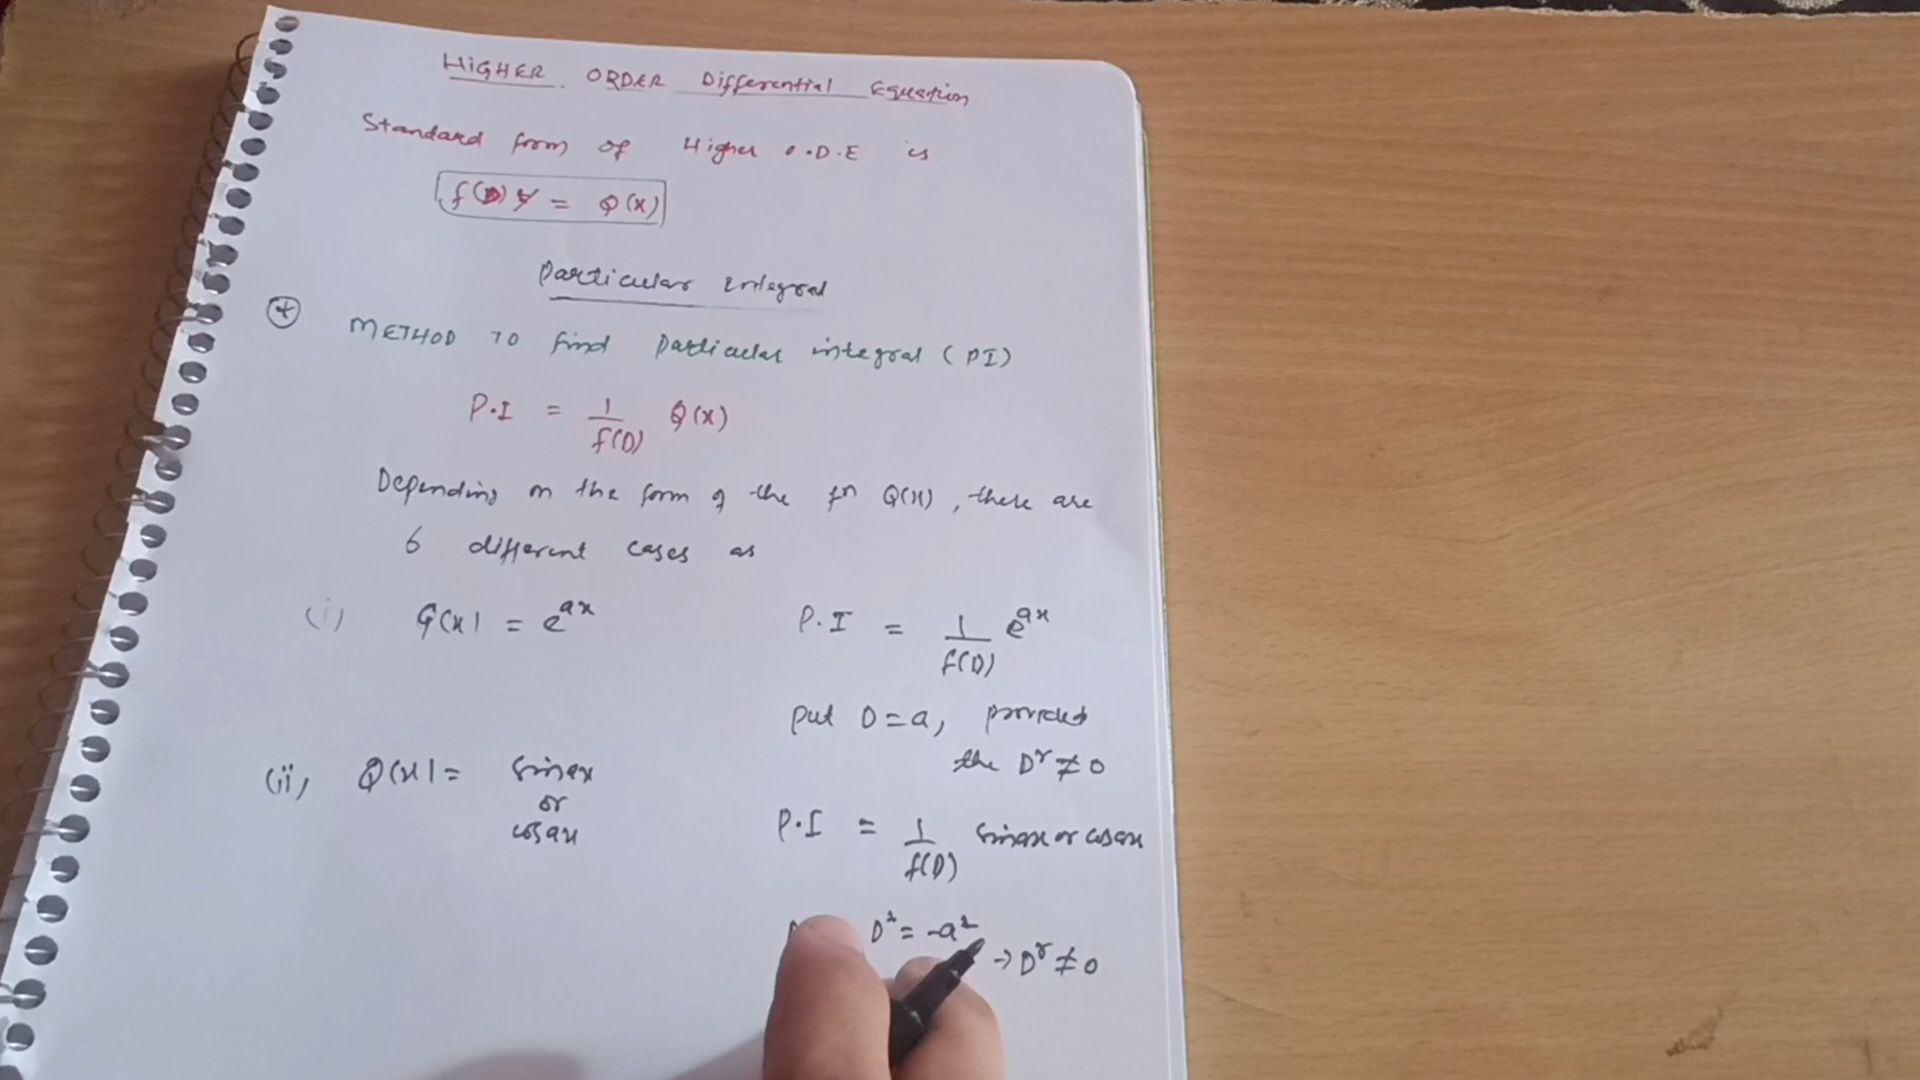 HIGHER ORDER Differential Equation
Standard form of Higher O.D.E is
f(D)y = Q(x)
Particular Integral
* METHOD TO find particular integral (PI)
P.I = 1/f(D) Q(x)
Depending on the form of the fn Q(x), there are
6 different cases as
(i) Q(x) = e^ax P.I = 1/f(D) e^ax
put D=a, provided
the D^r ≠ 0
(ii) Q(x) = sinax or cosax
P.I = 1/f(D) sinax or cosax
D² = -a² → D^r ≠ 0